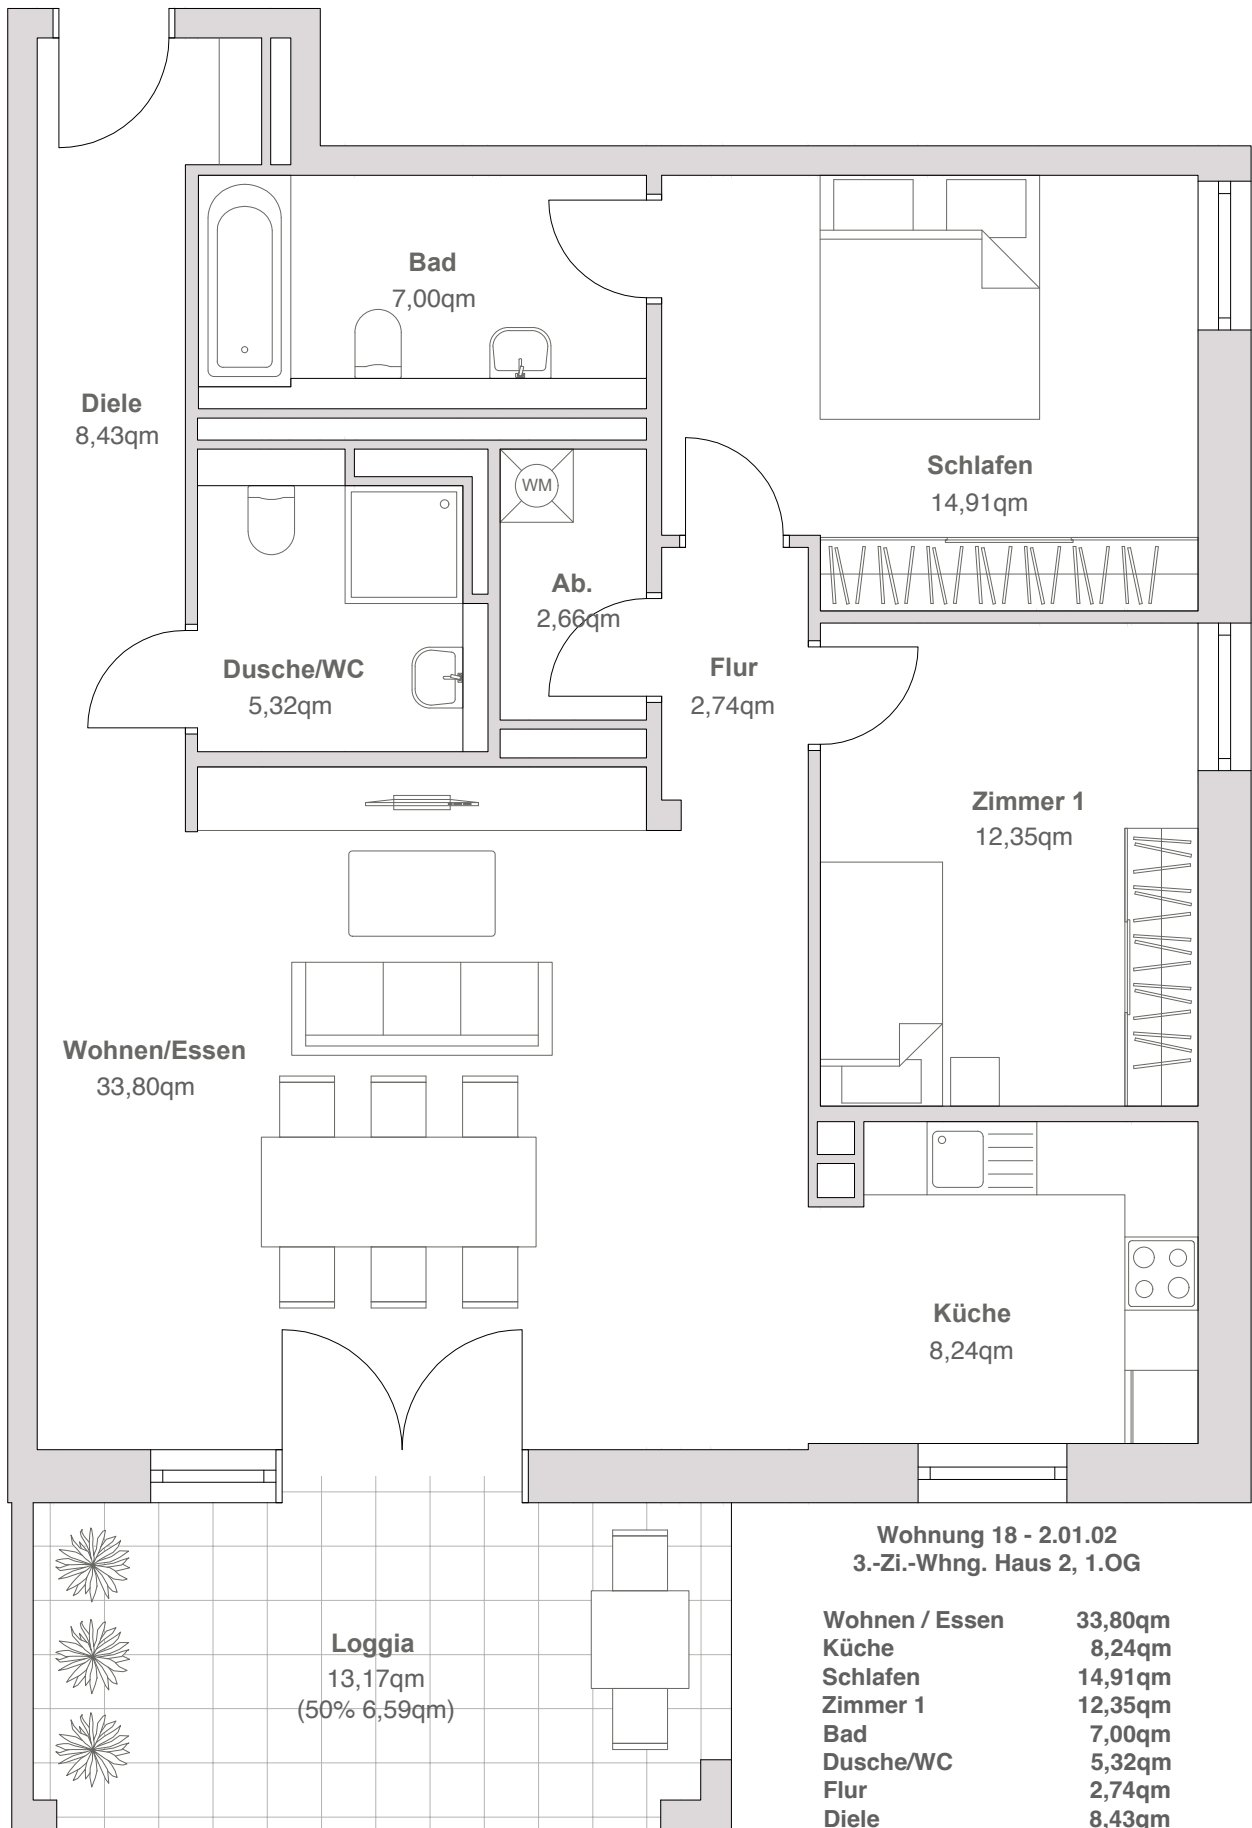 Bad
7,00qm
Diele
8,43qm
Schlafen
14,91qm
WM
Ab.
2,66qm
Dusche/WC
5,32qm
Flur
2,74qm
Zimmer 1
12,35qm
Wohnen/Essen
33,80qm
Küche
8,24qm
Loggia
13,17qm
(50% 6,59qm)
Wohnung 18 - 2.01.02
3.-Zi.-Whng. Haus 2, 1.OG
Wohnen / Essen 33,80qm
Küche 8,24qm
Schlafen 14,91qm
Zimmer 1 12,35qm
Bad 7,00qm
Dusche/WC 5,32qm
Flur 2,74qm
Diele 8,43qm